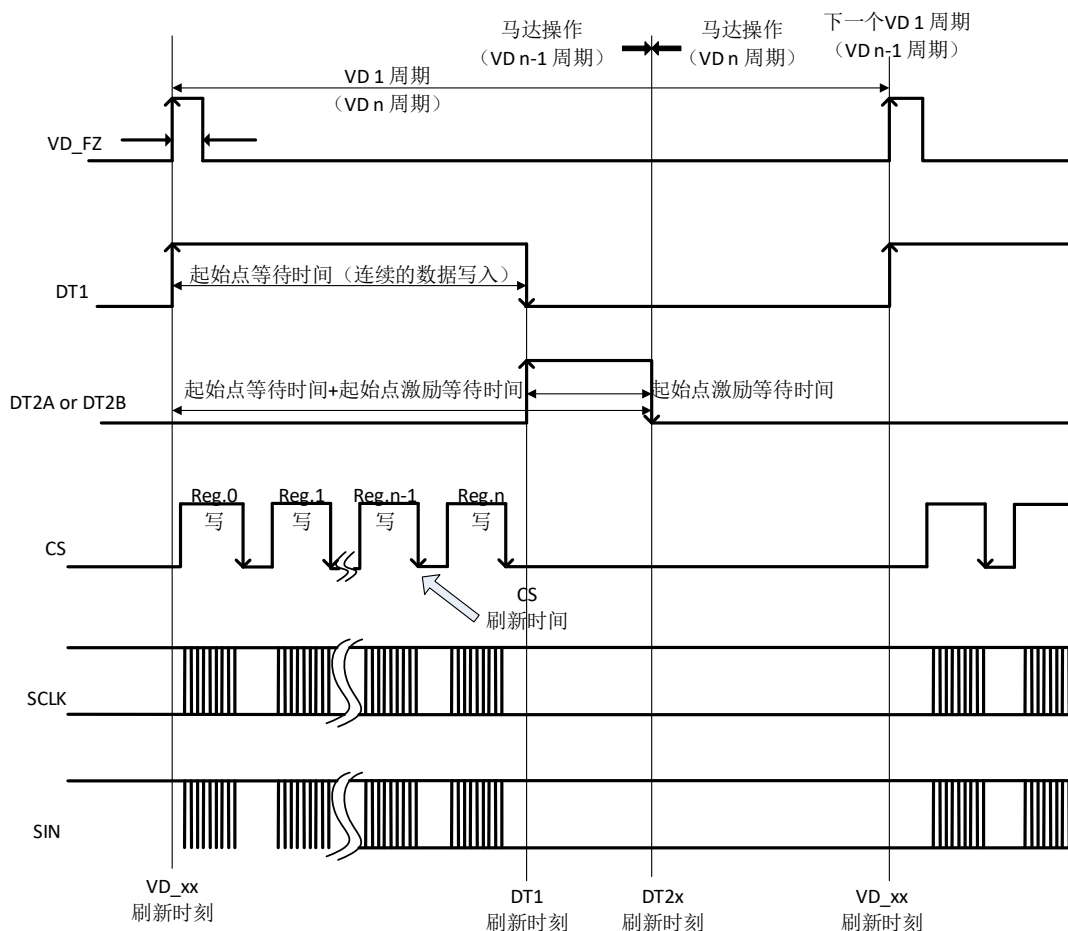 马达操作
（VD n-1 周期）
马达操作
（VD n 周期）
下一个VD 1 周期
（VD n-1 周期）
VD 1 周期
（VD n 周期）
VD_FZ
起始点等待时间（连续的数据写入）
DT1
起始点等待时间+起始点激励等待时间
起始点激励等待时间
DT2A or DT2B
Reg.0
写
Reg.1
写
Reg.n-1
写
Reg.n
写
CS
CS
刷新时间
SCLK
SIN
VD_xx
刷新时刻
DT1
刷新时刻
DT2x
刷新时刻
VD_xx
刷新时刻